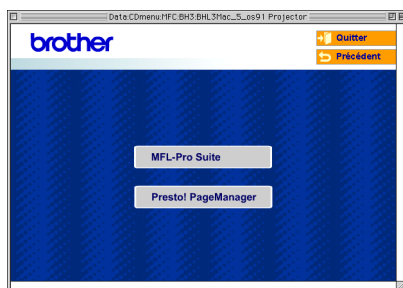 Data:CDmenu:MFC:BH3:BHL3Mac_5_os91 Projector
brother
Quitter
Précédent
MFL-Pro Suite
Presto! PageManager